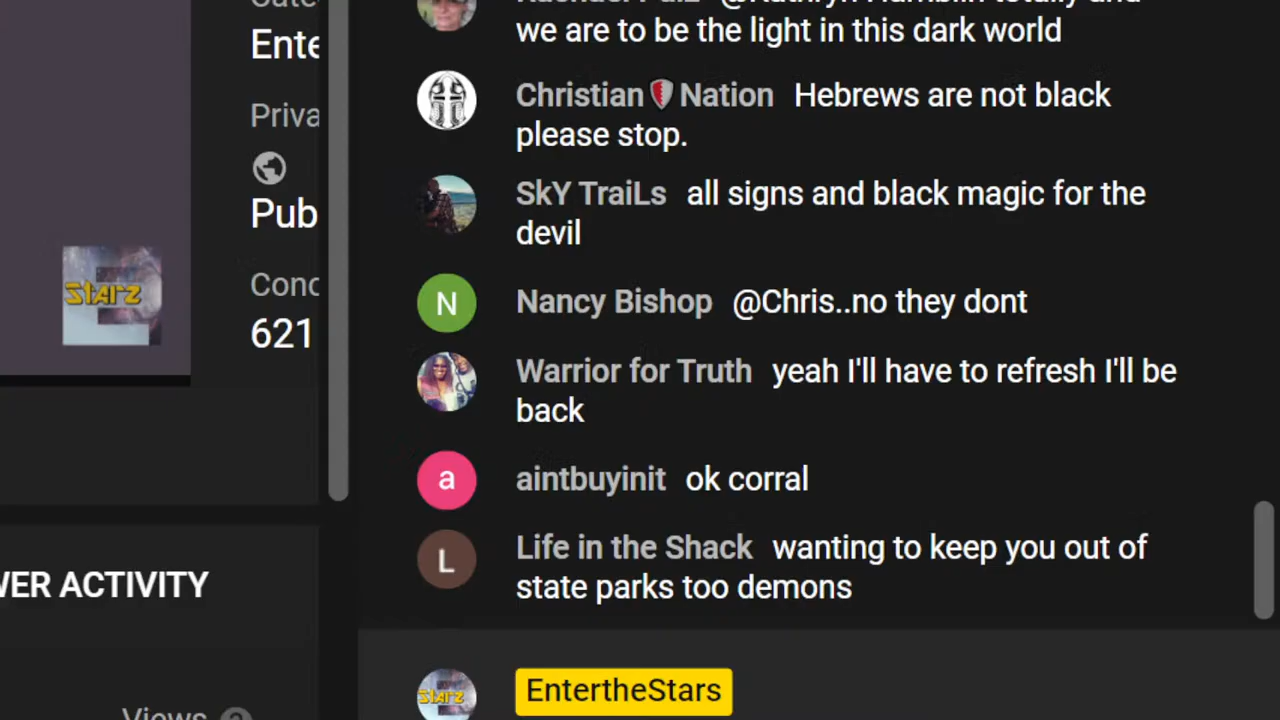 Ente
Priva
Pub
Conc
621
WER ACTIVITY
Views
Starz
we are to be the light in this dark world
Christian Nation Hebrews are not black
please stop.
SkY TraiLs all signs and black magic for the
devil
N Nancy Bishop @Chris..no they dont
Warrior for Truth yeah I'll have to refresh I'll be
back
a aintbuyinit ok corral
L Life in the Shack wanting to keep you out of
state parks too demons
Starz EntertheStars